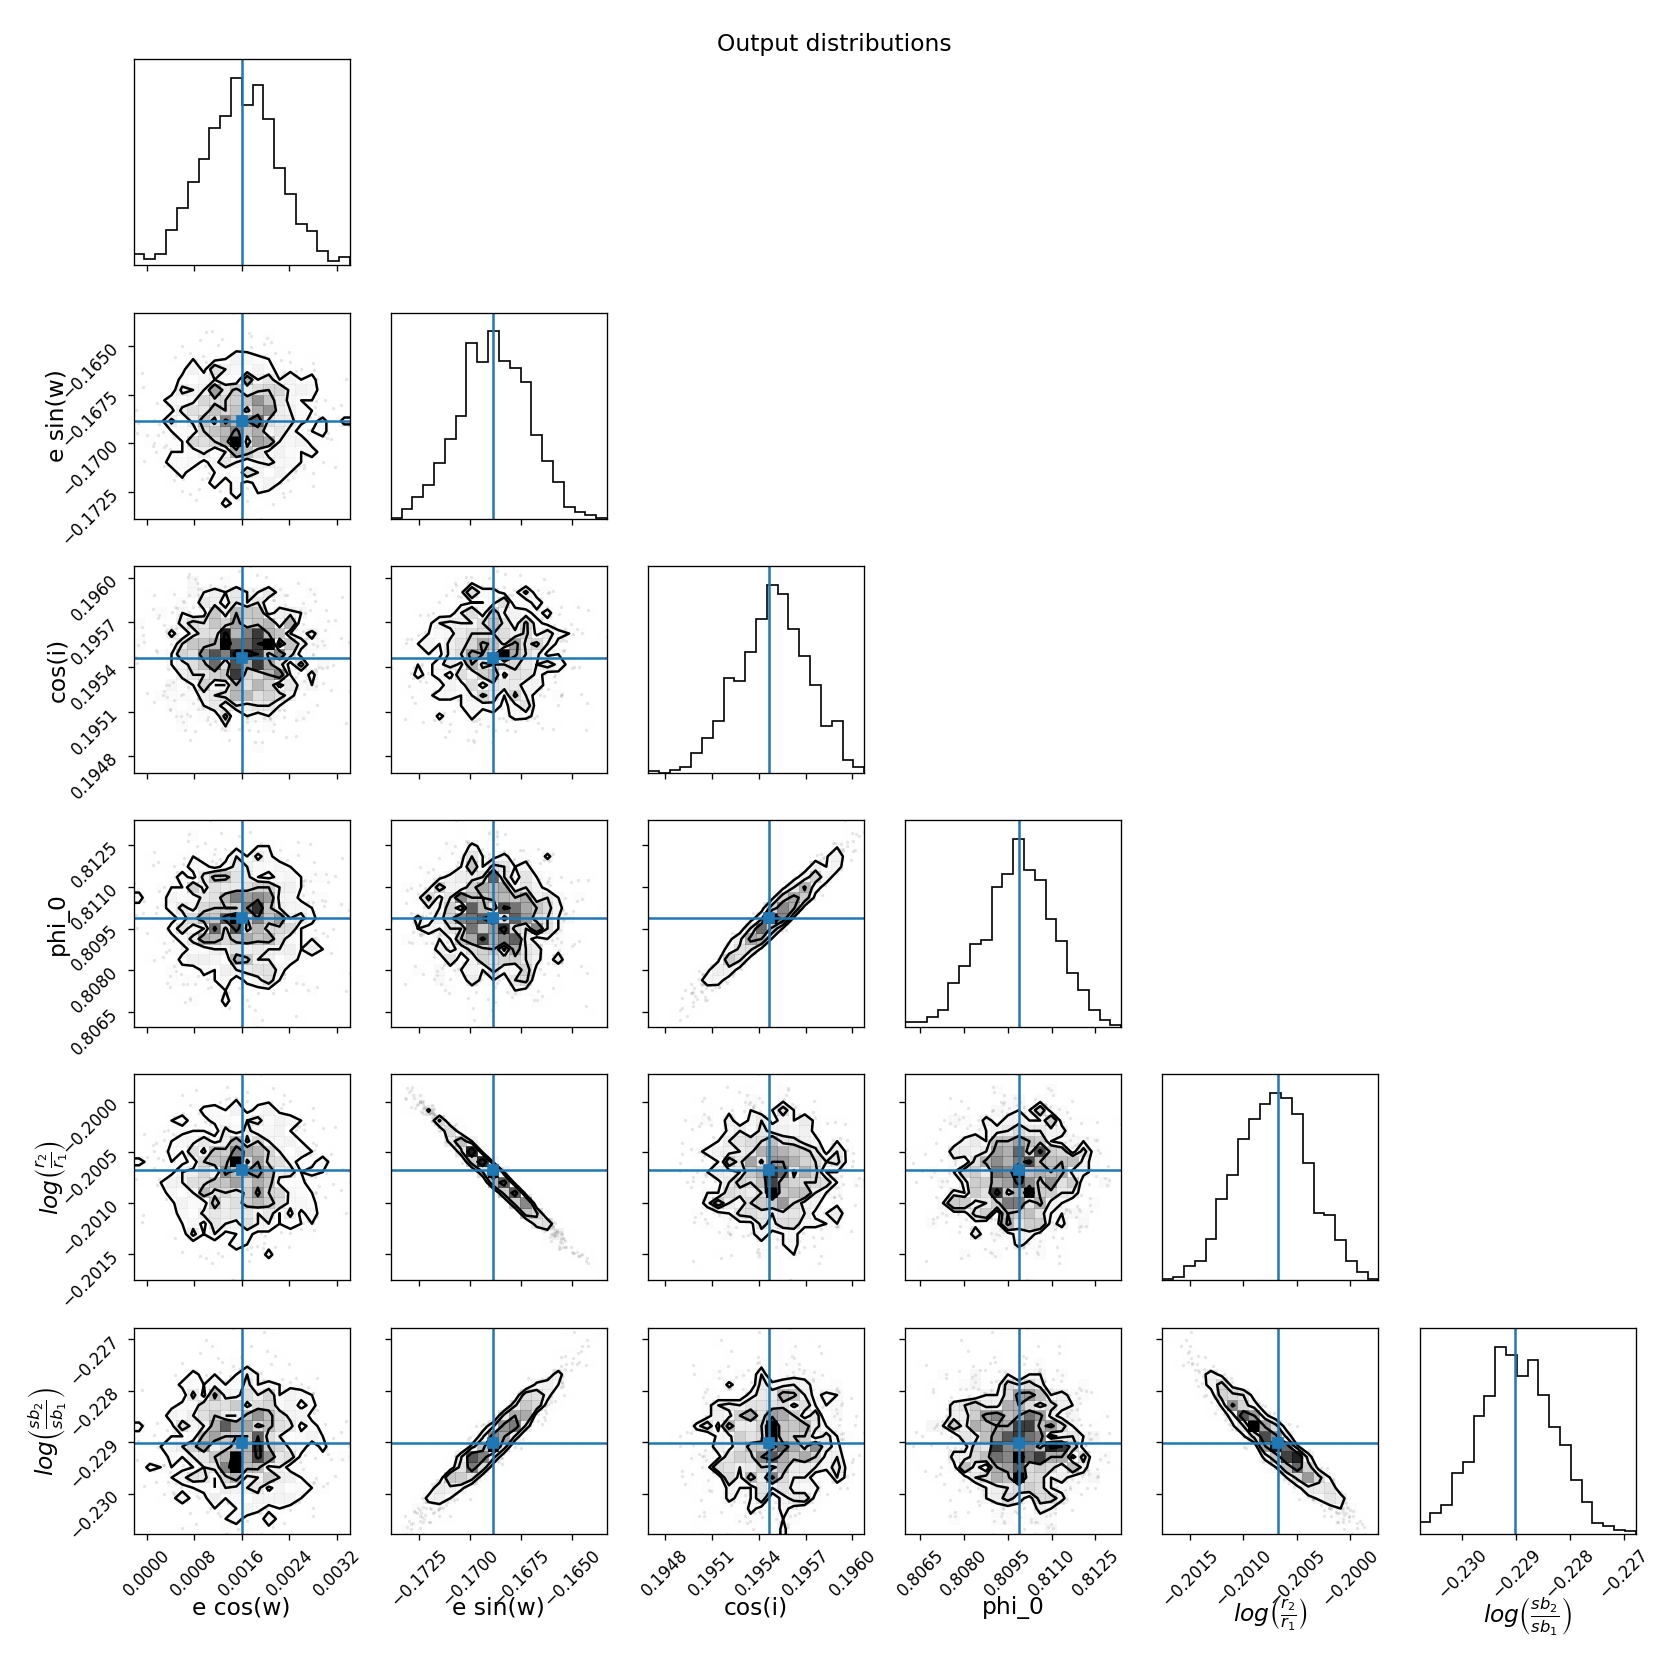 Output distributions
e sin(w)
−0.1650
−0.1675
−0.1700
−0.1725
cos(i)
0.1960
0.1957
0.1954
0.1951
0.1948
phi_0
0.8125
0.8110
0.8095
0.8080
0.8065
log(r2/r1)
−0.2000
−0.2005
−0.2010
−0.2015
log(sb2/sb1)
−0.227
−0.228
−0.229
−0.230
0.0000 0.0008 0.0016 0.0024 0.0032
e cos(w)
−0.1725 −0.1700 −0.1675 −0.1650
e sin(w)
0.1948 0.1951 0.1954 0.1957 0.1960
cos(i)
0.8065 0.8080 0.8095 0.8110 0.8125
phi_0
−0.2015 −0.2010 −0.2005 −0.2000
log(r2/r1)
−0.230 −0.229 −0.228 −0.227
log(sb2/sb1)